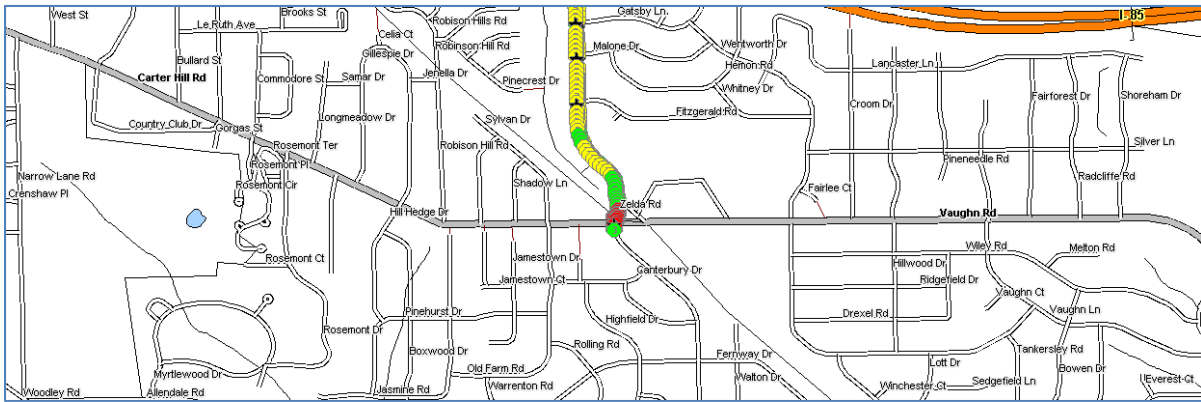 West St
Brooks St
Le Ruth Ave
Robison Hills Rd
Gatsby Ln.
I- 85
Celia Ct
Gillespie Dr
Robinson Hill Rd
Malone Dr
Wentworth Dr
Hernon Rd
Lancaster Ln
Bullard St
Carter Hill Rd
Commodore St
Samar Dr
Jenella Dr
Pinecrest Dr
Whitney Dr
Fairforest Dr
Shoreham Dr
Croom Dr
Longmeadow Dr
Sylvan Dr
Fitzgerald Rd
Country Club Dr
Gorgas St
Rosemont Ter
Robison Hill Rd
Silver Ln
Rosemont Pl
Pineneedle Rd
Narrow Lane Rd
Rosemont Cir
Shadow Ln
Fairlee Ct
Radcliffe Rd
Crenshaw Pl
Zelda Rd
Hill Hedge Dr
Vaughn Rd
Wiley Rd
Melton Rd
Rosemont Ct
Jamestown Dr
Hillwood Dr
Canterbury Dr
Jamestown Ct
Ridgefield Dr
Vaughn Ct
Pinehurst Dr
Drexel Rd
Vaughn Ln
Rosemont Dr
Highfield Dr
Rolling Rd
Boxwood Dr
Fernway Dr
Tankersley Rd
Myrtlewood Dr
Old Farm Rd
Lott Dr
Bowen Dr
Walton Dr
Woodley Rd
Allendale Rd
Jasmine Rd
Warrenton Rd
Winchester Ct
Sedgefield Ln
Everest Ct